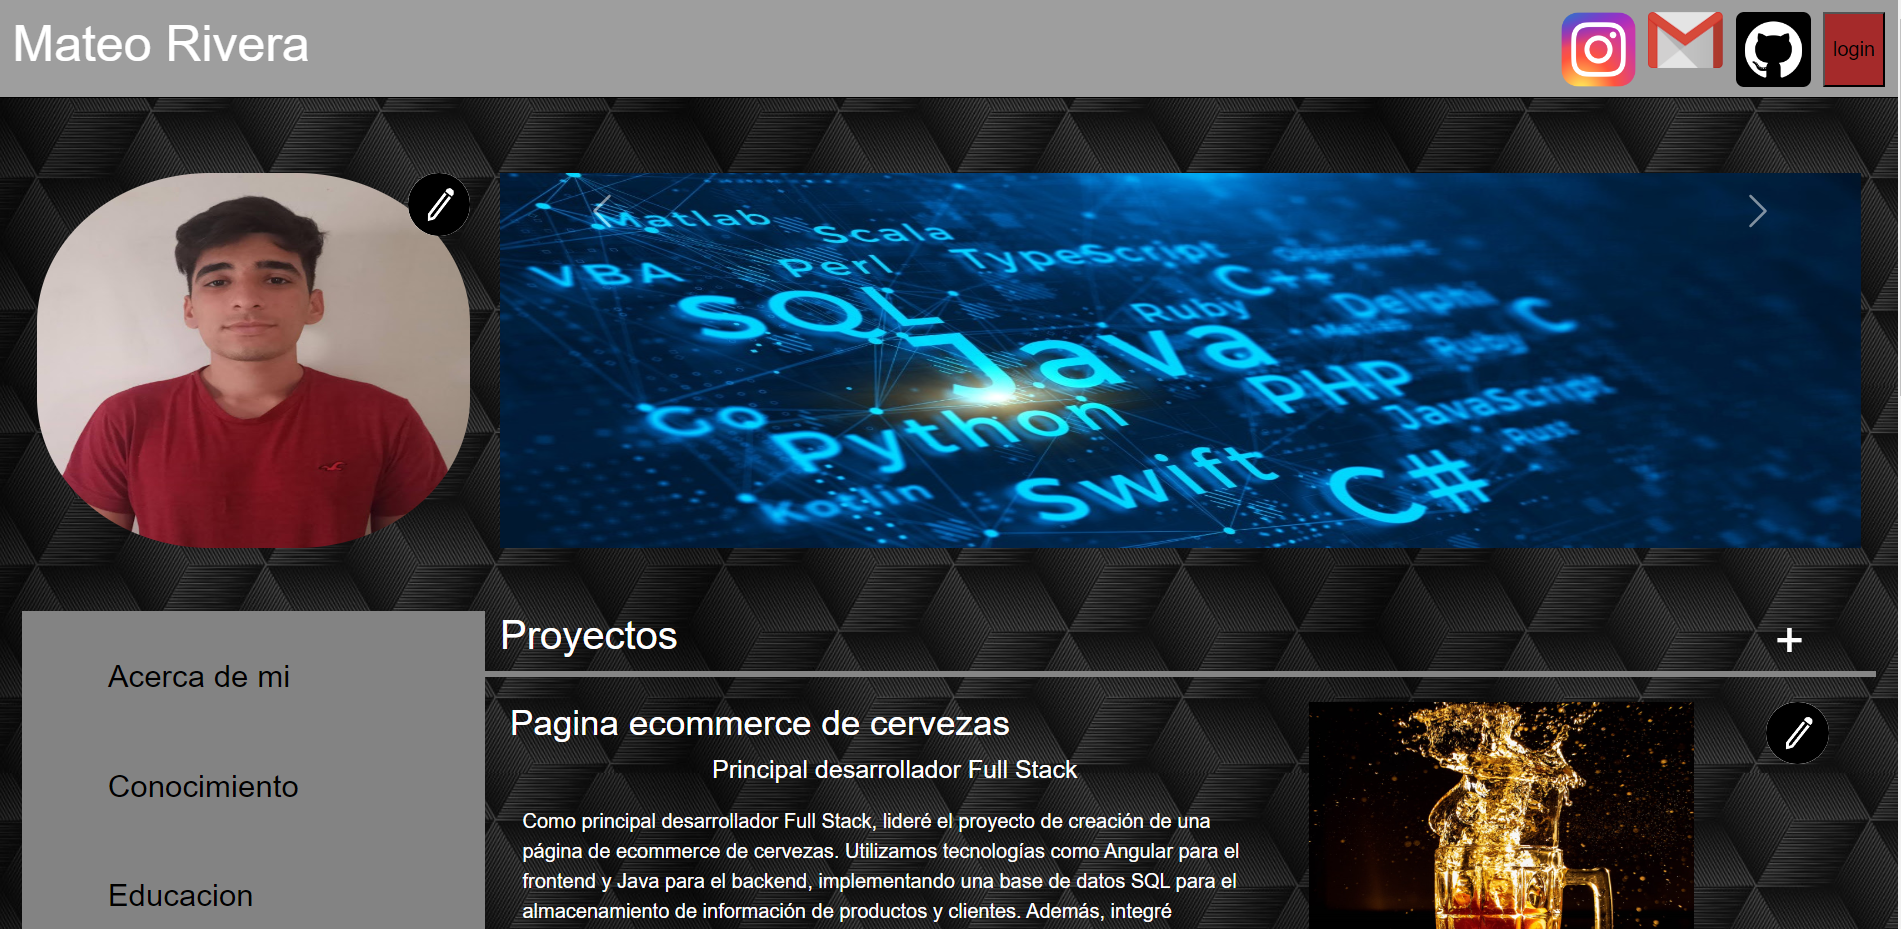 Mateo Rivera
login
Matlab
Scala
VBA
Perl
TypeScript
C++
SQL
Ruby
Delphi
C
Java
Ruby
PHP
JavaScript
Go
Python
Rust
Swift
C#
Kotlin
Proyectos
+
Acerca de mi
Conocimiento
Educacion
Pagina ecommerce de cervezas
Principal desarrollador Full Stack
Como principal desarrollador Full Stack, lideré el proyecto de creación de una
página de ecommerce de cervezas. Utilizamos tecnologías como Angular para el
frontend y Java para el backend, implementando una base de datos SQL para el
almacenamiento de información de productos y clientes. Además, integré